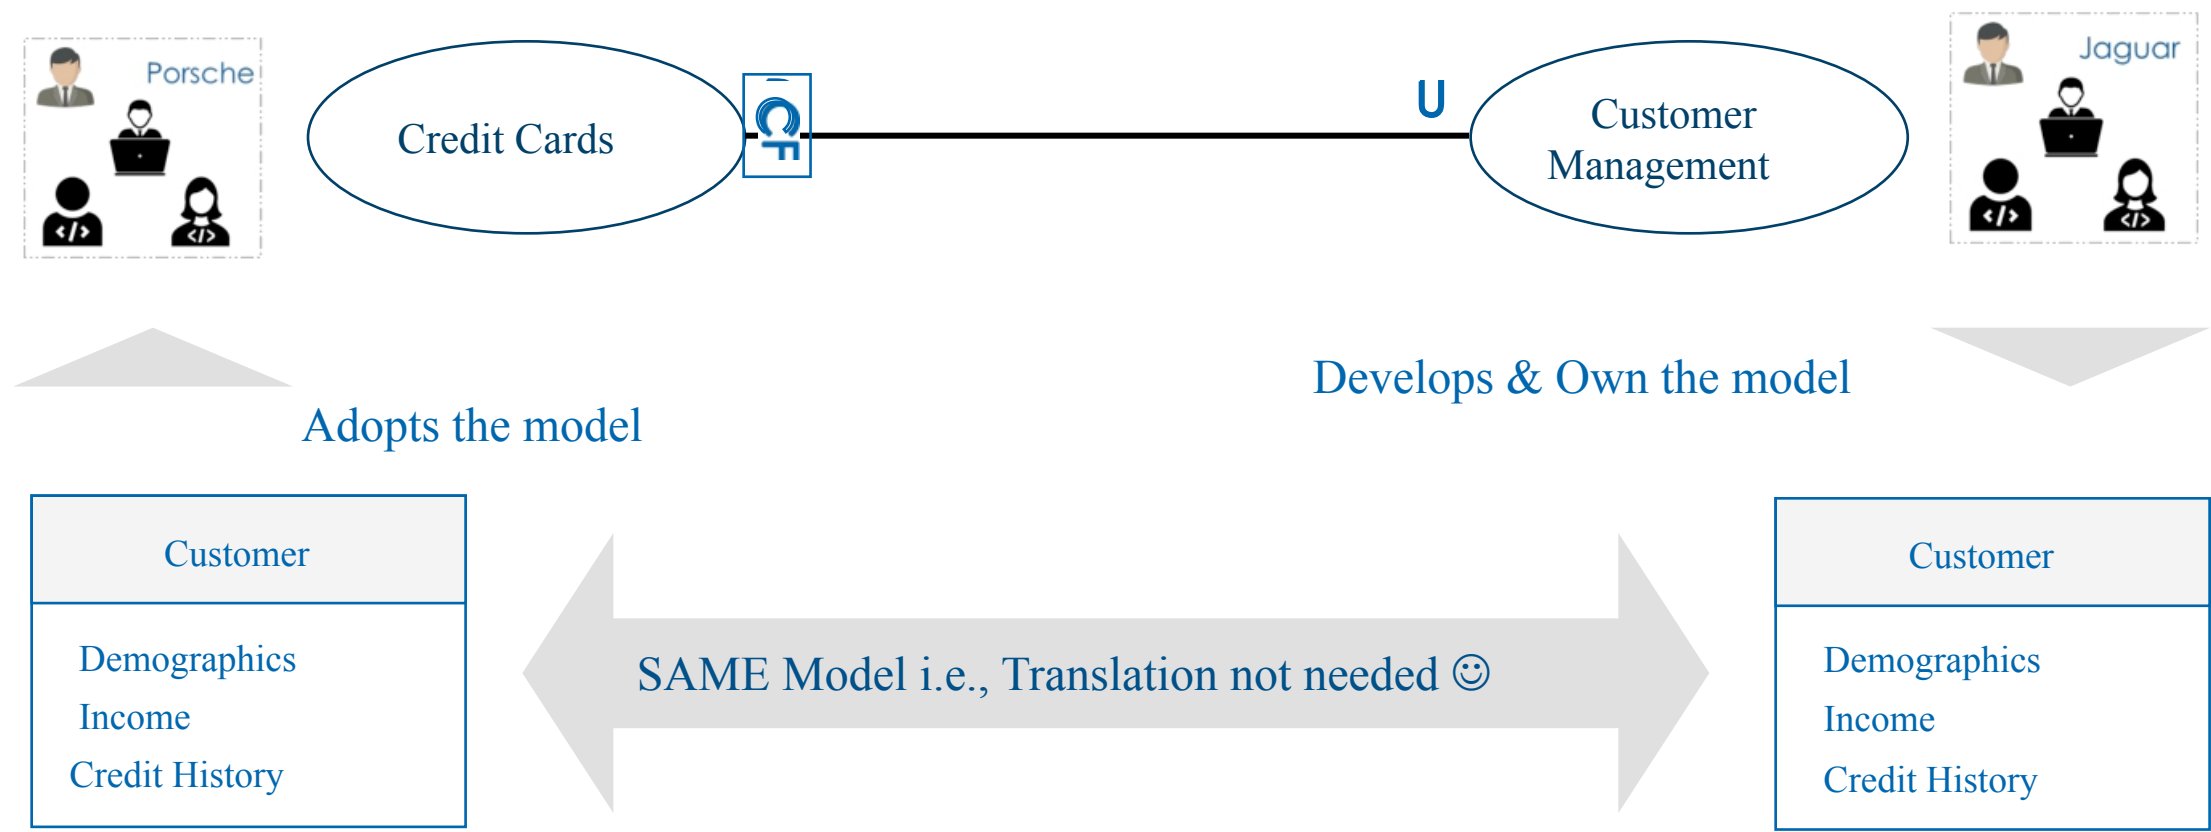 Porsche
Credit Cards
CF
U
Customer
Management
Jaguar
Develops & Own the model
Adopts the model
Customer
Demographics
Income
Credit History
SAME Model i.e., Translation not needed ☺
Customer
Demographics
Income
Credit History